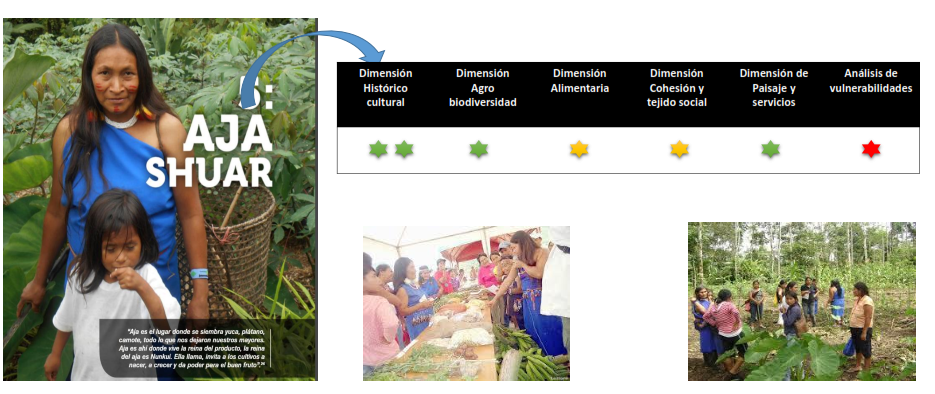 5:
AJA
SHUAR
"Aja es el lugar donde se siembra yuca, plátano,
camote, todo lo que nos dejaron nuestros mayores.
Aja es ahí donde vive la reina del producto, la reina
del aja es Nunkui. Ella llama, invita a los cultivos a
nacer, a crecer y da poder para el buen fruto".
Dimensión
Histórico
cultural
Dimensión
Agro
biodiversidad
Dimensión
Alimentaria
Dimensión
Cohesión y
tejido social
Dimensión de
Paisaje y
servicios
Análisis de
vulnerabilidades